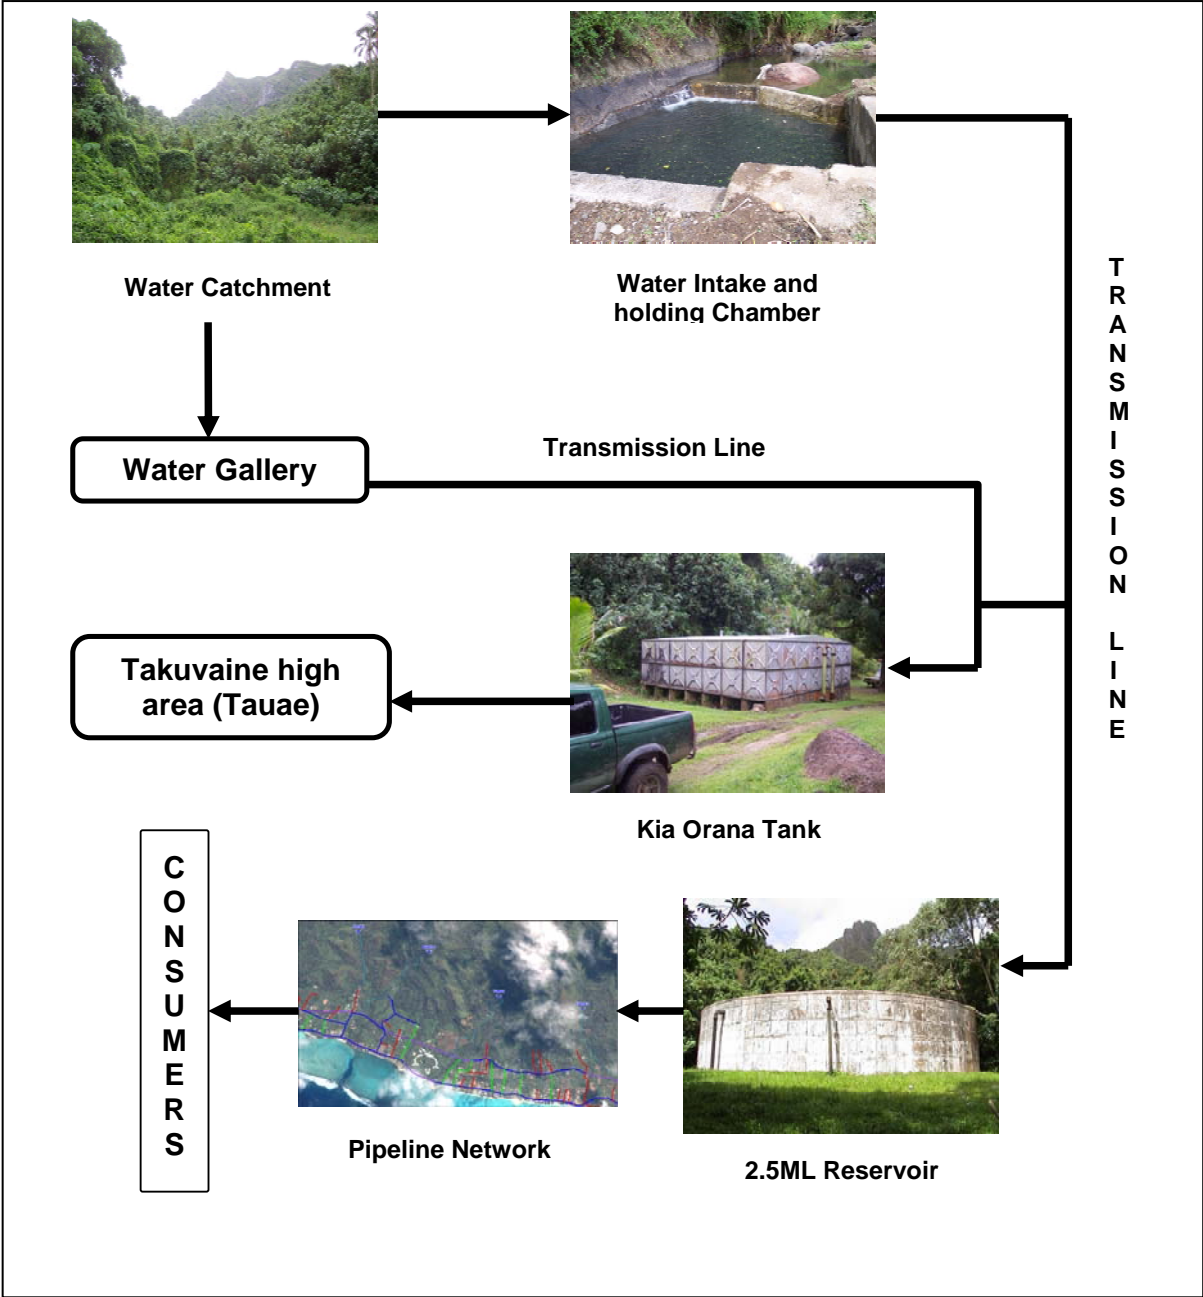 Water Catchment
Water Intake and
holding Chamber
TRANSMISSION LINE
Water Gallery
Transmission Line
Takuvaine high
area (Tauae)
Kia Orana Tank
CONSUMERS
Pipeline Network
2.5ML Reservoir